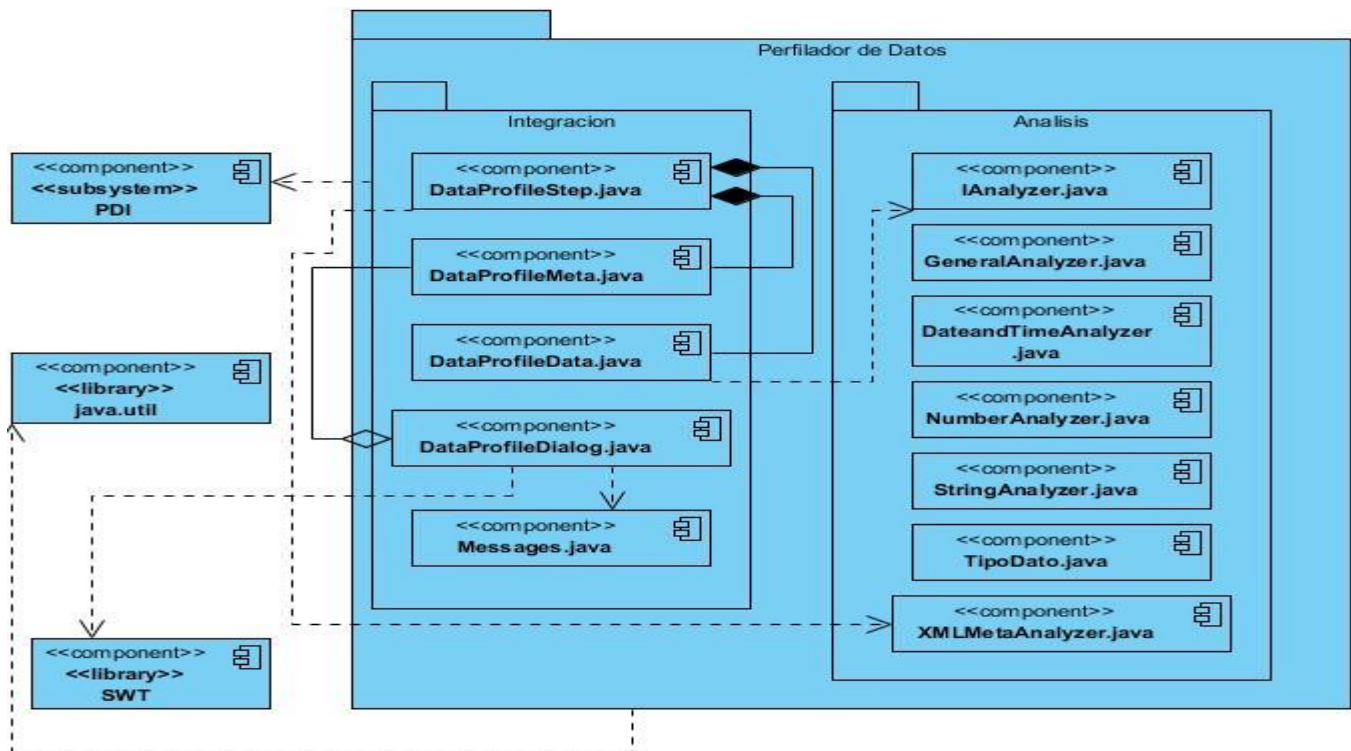 Perfilador de Datos
Integracion
Analisis
<<component>>
<<subsystem>>
PDI
<<component>>
DataProfileStep.java
<<component>>
IAnalyzer.java
<<component>>
DataProfileMeta.java
<<component>>
GeneralAnalyzer.java
<<component>>
DateandTimeAnalyzer
.java
<<component>>
<<library>>
java.util
<<component>>
DataProfileData.java
<<component>>
NumberAnalyzer.java
<<component>>
DataProfileDialog.java
<<component>>
StringAnalyzer.java
<<component>>
Messages.java
<<component>>
TipoDato.java
<<component>>
<<library>>
SWT
<<component>>
XMLMetaAnalyzer.java